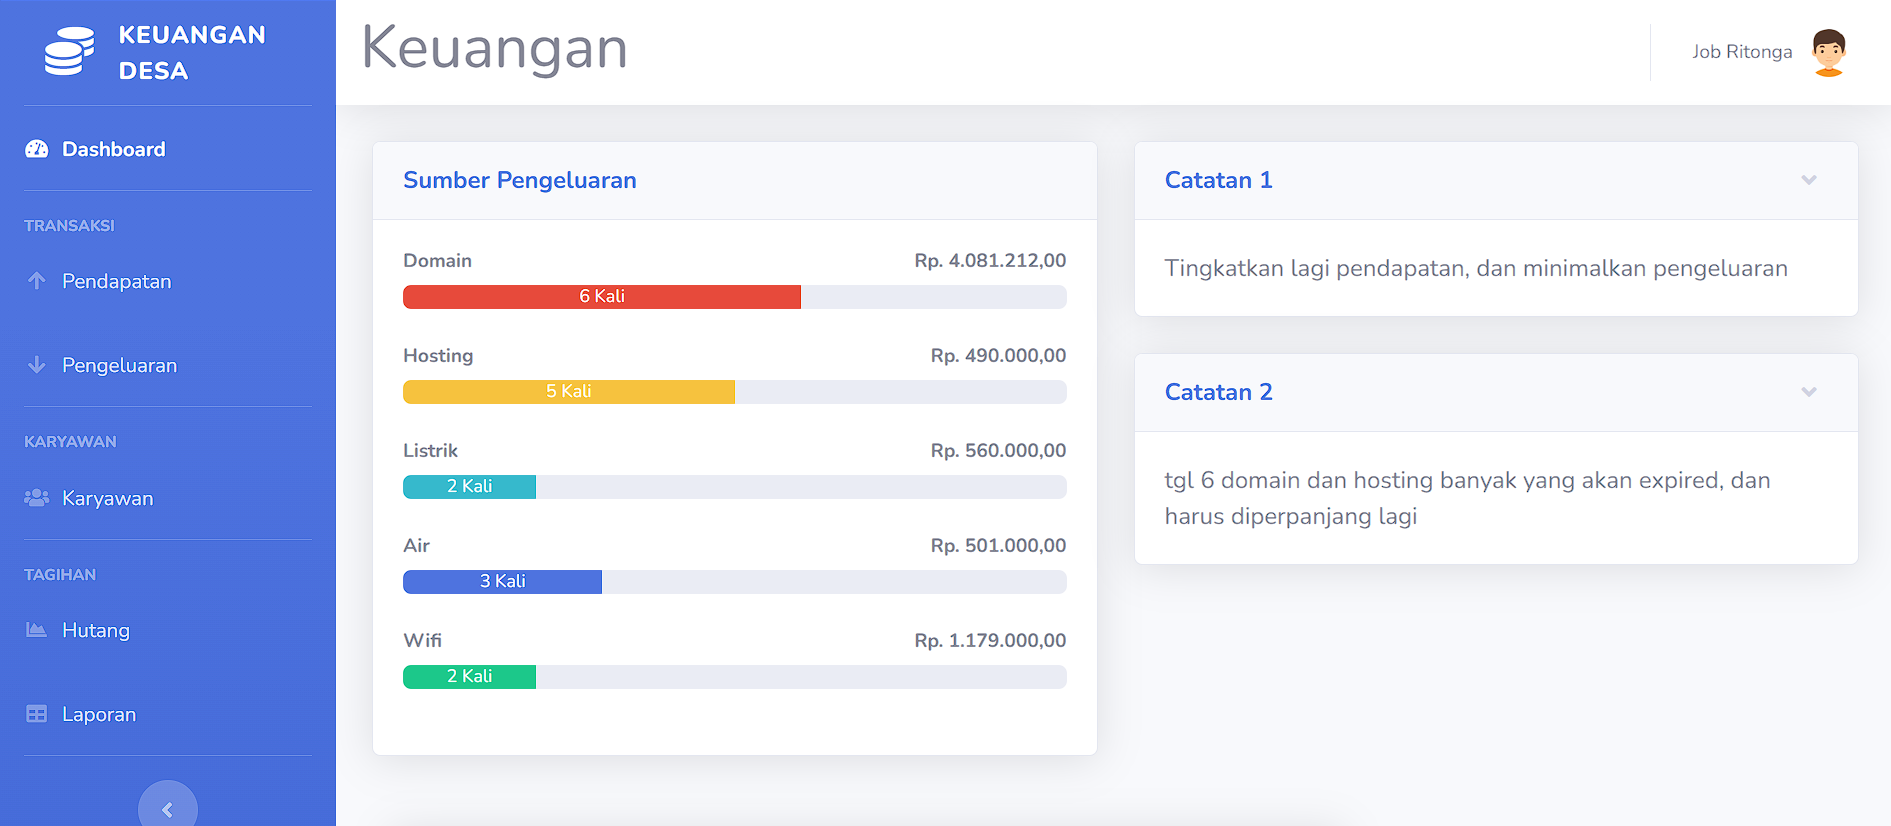 KEUANGAN
DESA
Dashboard
TRANSAKSI
Pendapatan
Pengeluaran
KARYAWAN
Karyawan
TAGIHAN
Hutang
Laporan
Keuangan
Job Ritonga
Sumber Pengeluaran
Domain Rp. 4.081.212,00
6 Kali
Hosting Rp. 490.000,00
5 Kali
Listrik Rp. 560.000,00
2 Kali
Air Rp. 501.000,00
3 Kali
Wifi Rp. 1.179.000,00
2 Kali
Catatan 1
Tingkatkan lagi pendapatan, dan minimalkan pengeluaran
Catatan 2
tgl 6 domain dan hosting banyak yang akan expired, dan
harus diperpanjang lagi